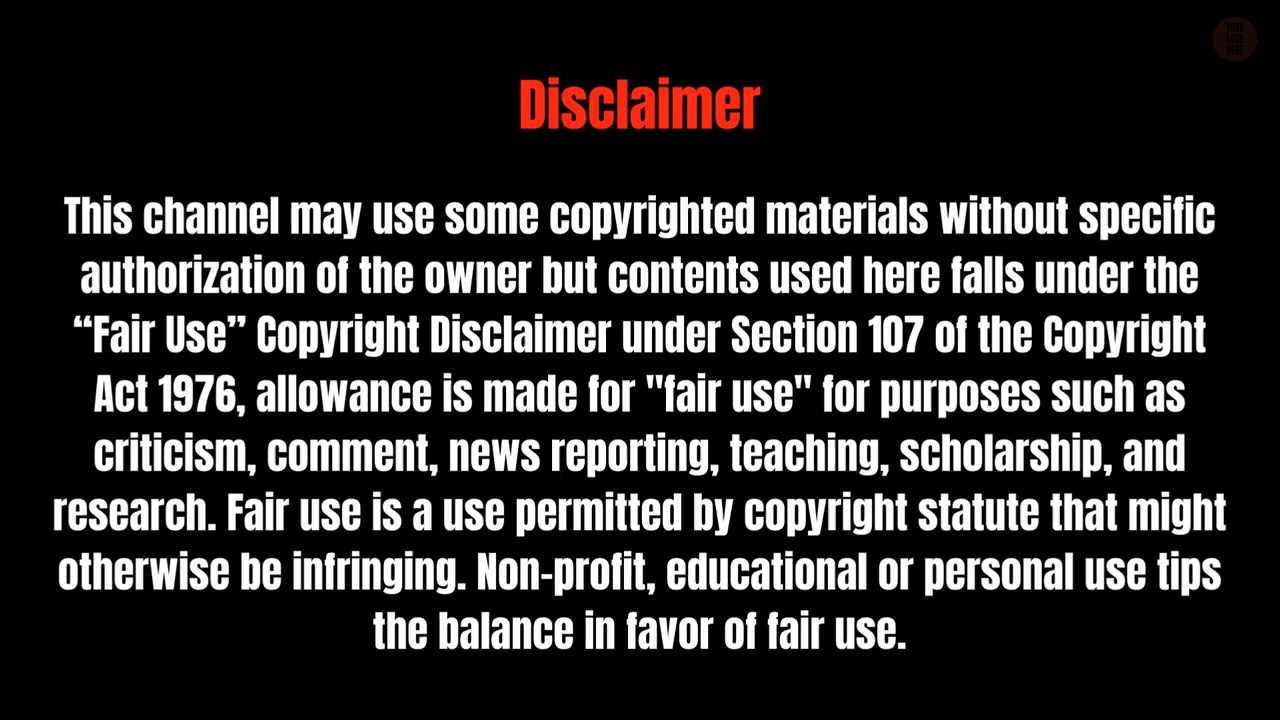 YOUR
LOGO
HERE
Disclaimer
This channel may use some copyrighted materials without specific
authorization of the owner but contents used here falls under the
“Fair Use” Copyright Disclaimer under Section 107 of the Copyright
Act 1976, allowance is made for "fair use" for purposes such as
criticism, comment, news reporting, teaching, scholarship, and
research. Fair use is a use permitted by copyright statute that might
otherwise be infringing. Non-profit, educational or personal use tips
the balance in favor of fair use.